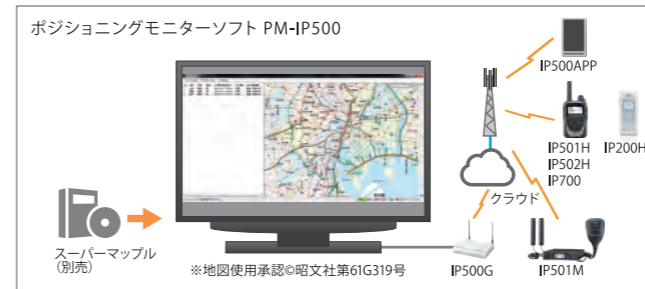 ポジショニングモニターソフト PM-IP500
IP500APP
IP501H
IP502H
IP700
IP200H
クラウド
スーパーマップル
（別売）
※地図使用承認©昭文社第61G319号
IP500G
IP501M